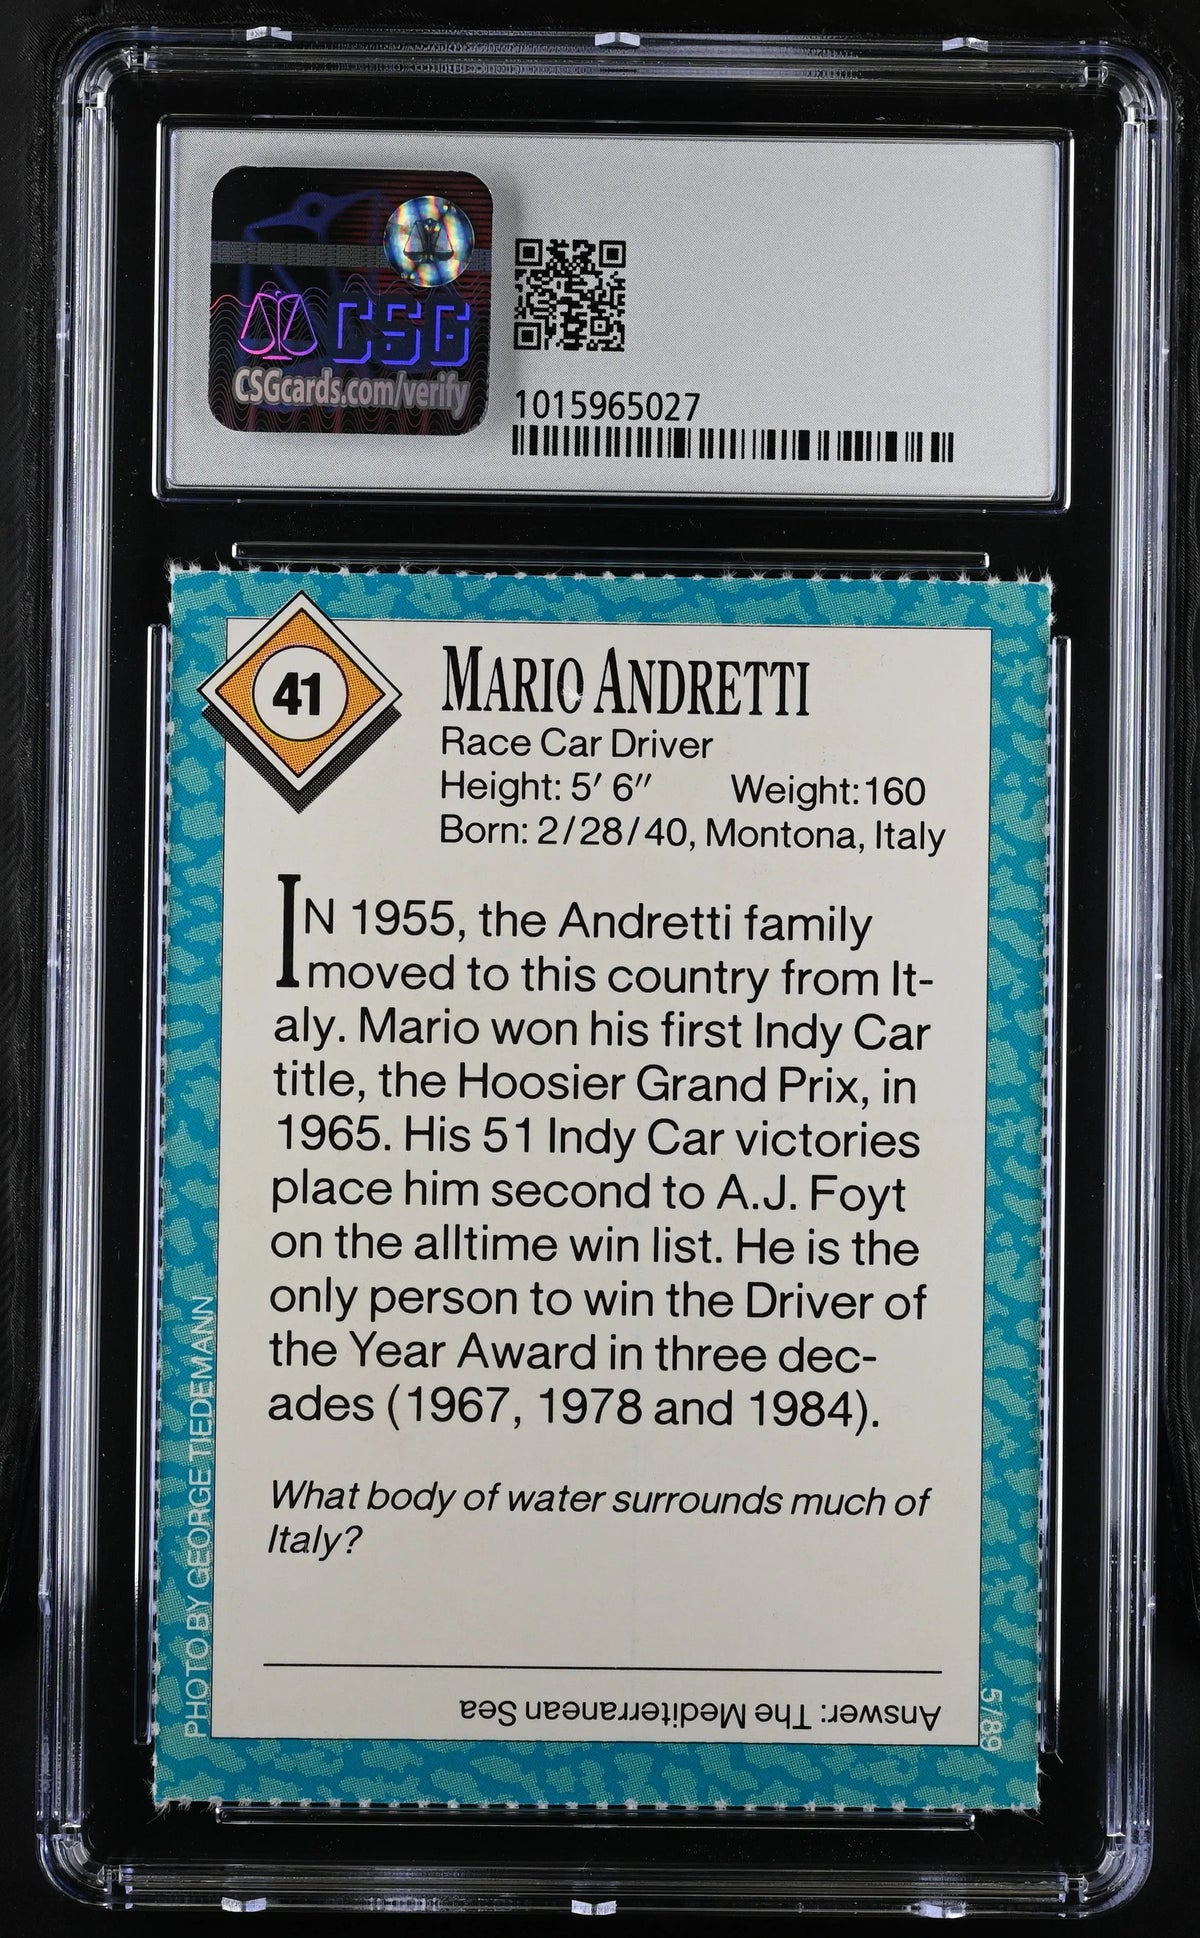 CSG
CSGcards.com/verify
1015965027
41
MARIO ANDRETTI
Race Car Driver
Height: 5' 6" Weight: 160
Born: 2/28/40, Montona, Italy
IN 1955, the Andretti family
moved to this country from It-
aly. Mario won his first Indy Car
title, the Hoosier Grand Prix, in
1965. His 51 Indy Car victories
place him second to A.J. Foyt
on the alltime win list. He is the
only person to win the Driver of
the Year Award in three dec-
ades (1967, 1978 and 1984).
What body of water surrounds much of
Italy?
Answer: The Mediterranean Sea
PHOTO BY GEORGE TIEDEMANN
5/89